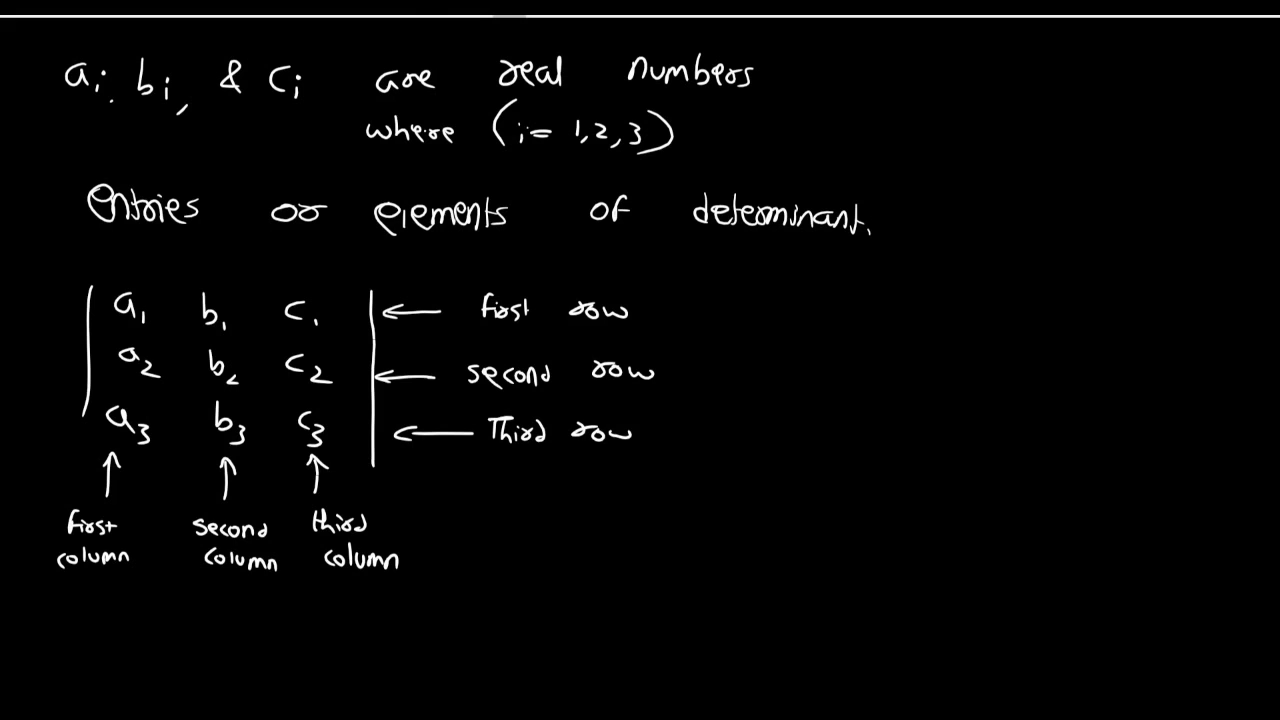 ai, bi, & ci are real numbers
where (i = 1, 2, 3)
entries or elements of determinant.
a1 b1 c1 ← first row
a2 b2 c2 ← second row
a3 b3 c3 ← Third row
↑ ↑ ↑
first column second column third column